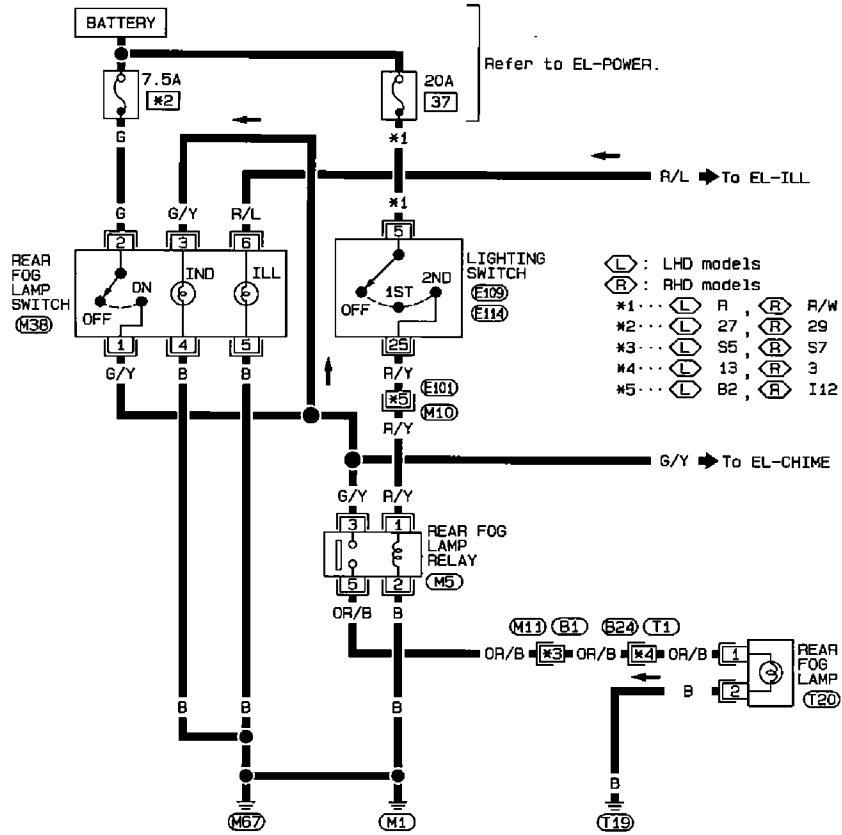 BATTERY
Refer to EL-POWER.
7.5A
*2
20A
37
G
*1
R/L To EL-ILL
*1
G G/Y R/L
2 3 6
5
REAR FOG LAMP SWITCH
M38
ON
OFF
IND
ILL
LIGHTING SWITCH
E109
E114
OFF 1ST 2ND
1 4 5
25
L : LHD models
R : RHD models
*1··· L R , R R/W
*2··· L 27 , R 29
*3··· L S5 , R S7
*4··· L 13 , R 3
*5··· L B2 , R I12
G/Y B B
R/Y
*5
E101
M10
R/Y
G/Y To EL-CHIME
G/Y R/Y
3 1
REAR FOG LAMP RELAY
M5
5 2
OR/B B
M11 B1 B24 T1
OR/B *3 OR/B *4 OR/B 1
REAR FOG LAMP
T20
B 2
B B B
B
M67
M1
T19